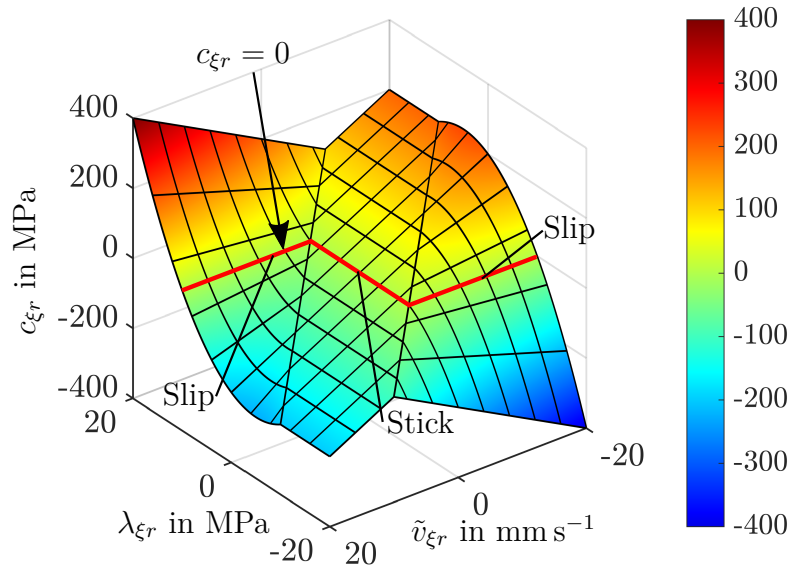 c_{ξr} = 0
400
200
0
-200
-400
c_{ξr} in MPa
20
0
-20
λ_{ξr} in MPa
20
0
-20
ṽ_{ξr} in mm s⁻¹
Slip
Slip
Stick
400
300
200
100
0
-100
-200
-300
-400